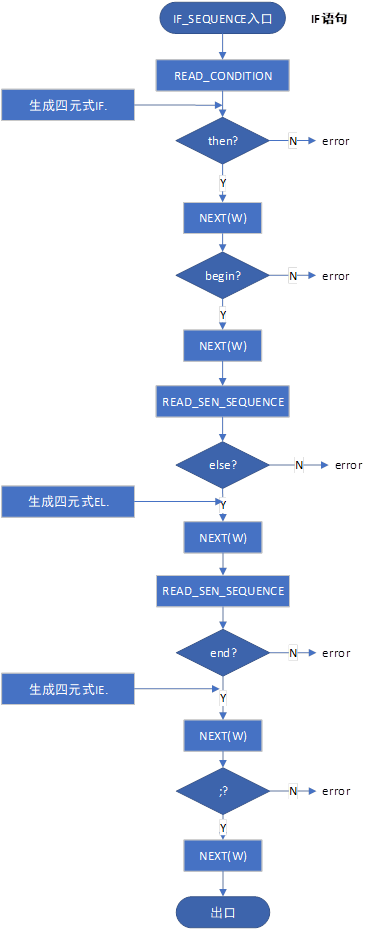 IF_SEQUENCE入口
IF语句
READ_CONDITION
生成四元式IF.
then?
N
error
Y
NEXT(W)
begin?
N
error
Y
NEXT(W)
READ_SEN_SEQUENCE
else?
N
error
生成四元式EL.
Y
NEXT(W)
READ_SEN_SEQUENCE
end?
N
error
生成四元式IE.
Y
NEXT(W)
;?
N
error
Y
NEXT(W)
出口